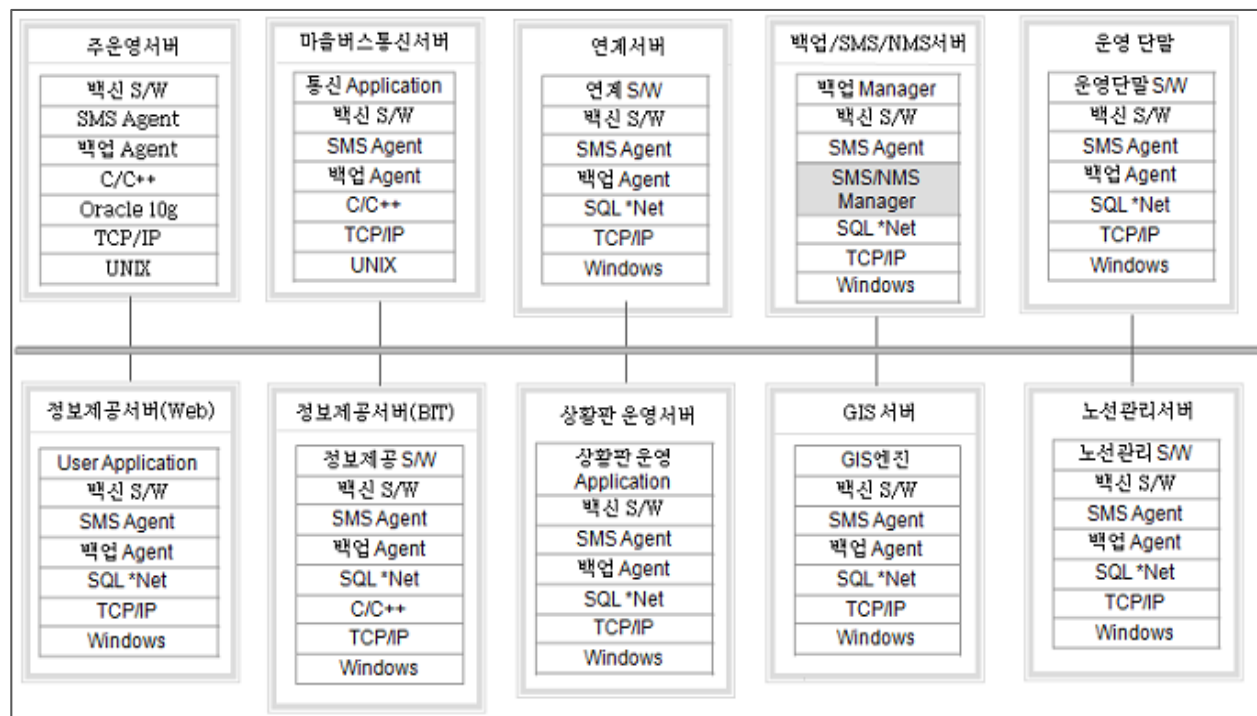 주운영서버
백신 S/W
SMS Agent
백업 Agent
C/C++
Oracle 10g
TCP/IP
UNIX
마을버스통신서버
통신 Application
백신 S/W
SMS Agent
백업 Agent
C/C++
TCP/IP
UNIX
연계서버
연계 S/W
백신 S/W
SMS Agent
백업 Agent
SQL *Net
TCP/IP
Windows
백업/SMS/NMS서버
백업 Manager
백신 S/W
SMS Agent
SMS/NMS
Manager
SQL *Net
TCP/IP
Windows
운영 단말
운영단말 S/W
백신 S/W
SMS Agent
백업 Agent
SQL *Net
TCP/IP
Windows
정보제공서버(Web)
User Application
백신 S/W
SMS Agent
백업 Agent
SQL *Net
TCP/IP
Windows
정보제공서버(BIT)
정보제공 S/W
백신 S/W
SMS Agent
백업 Agent
SQL *Net
C/C++
TCP/IP
Windows
상황판 운영서버
상황판 운영
Application
백신 S/W
SMS Agent
백업 Agent
SQL *Net
TCP/IP
Windows
GIS 서버
GIS엔진
백신 S/W
SMS Agent
백업 Agent
SQL *Net
TCP/IP
Windows
노선관리서버
노선관리 S/W
백신 S/W
SMS Agent
백업 Agent
SQL *Net
TCP/IP
Windows